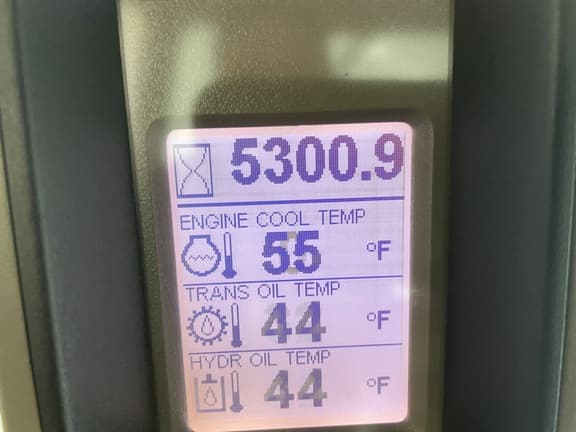 5300.9
ENGINE COOL TEMP
55 °F
TRANS OIL TEMP
44 °F
HYDR OIL TEMP
44 °F